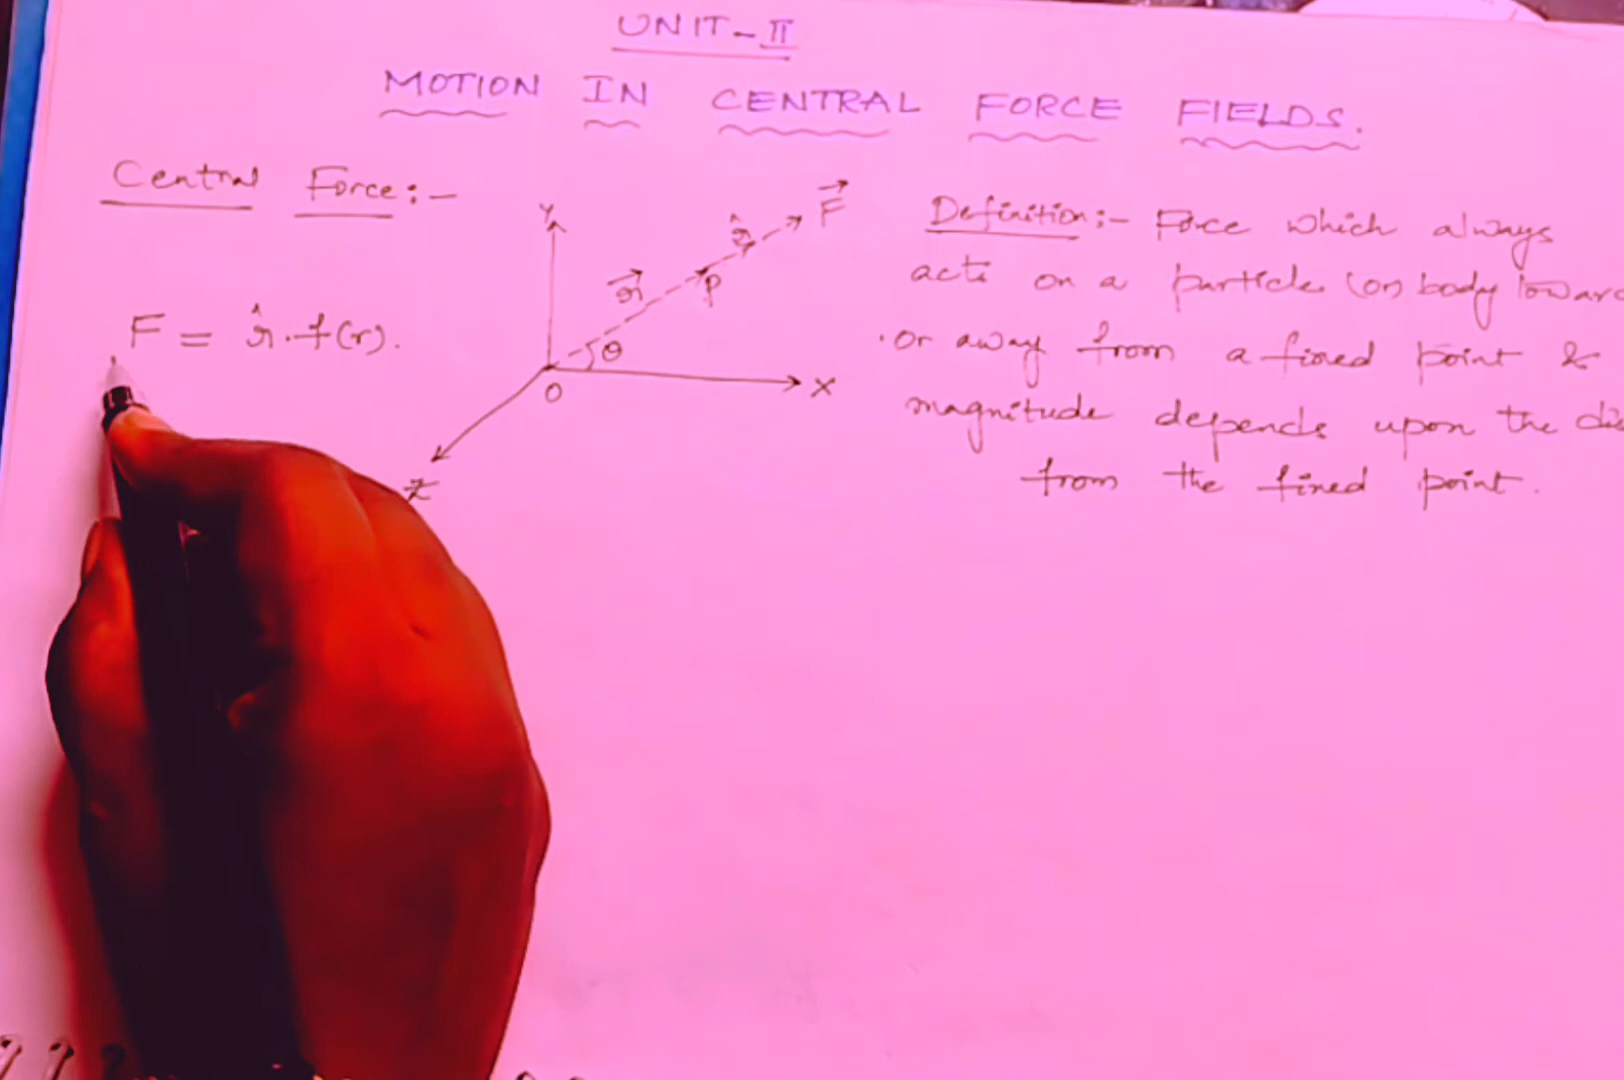 UNIT-II
MOTION IN CENTRAL FORCE FIELDS.
Central Force:-
F = r̂.f(r).
Y
r⃗
P
r̂
F⃗
θ
O
X
Z
Definition:- Force which always
acts on a particle (or) body toward
or away from a fixed point &
magnitude depends upon the
from the fixed point.